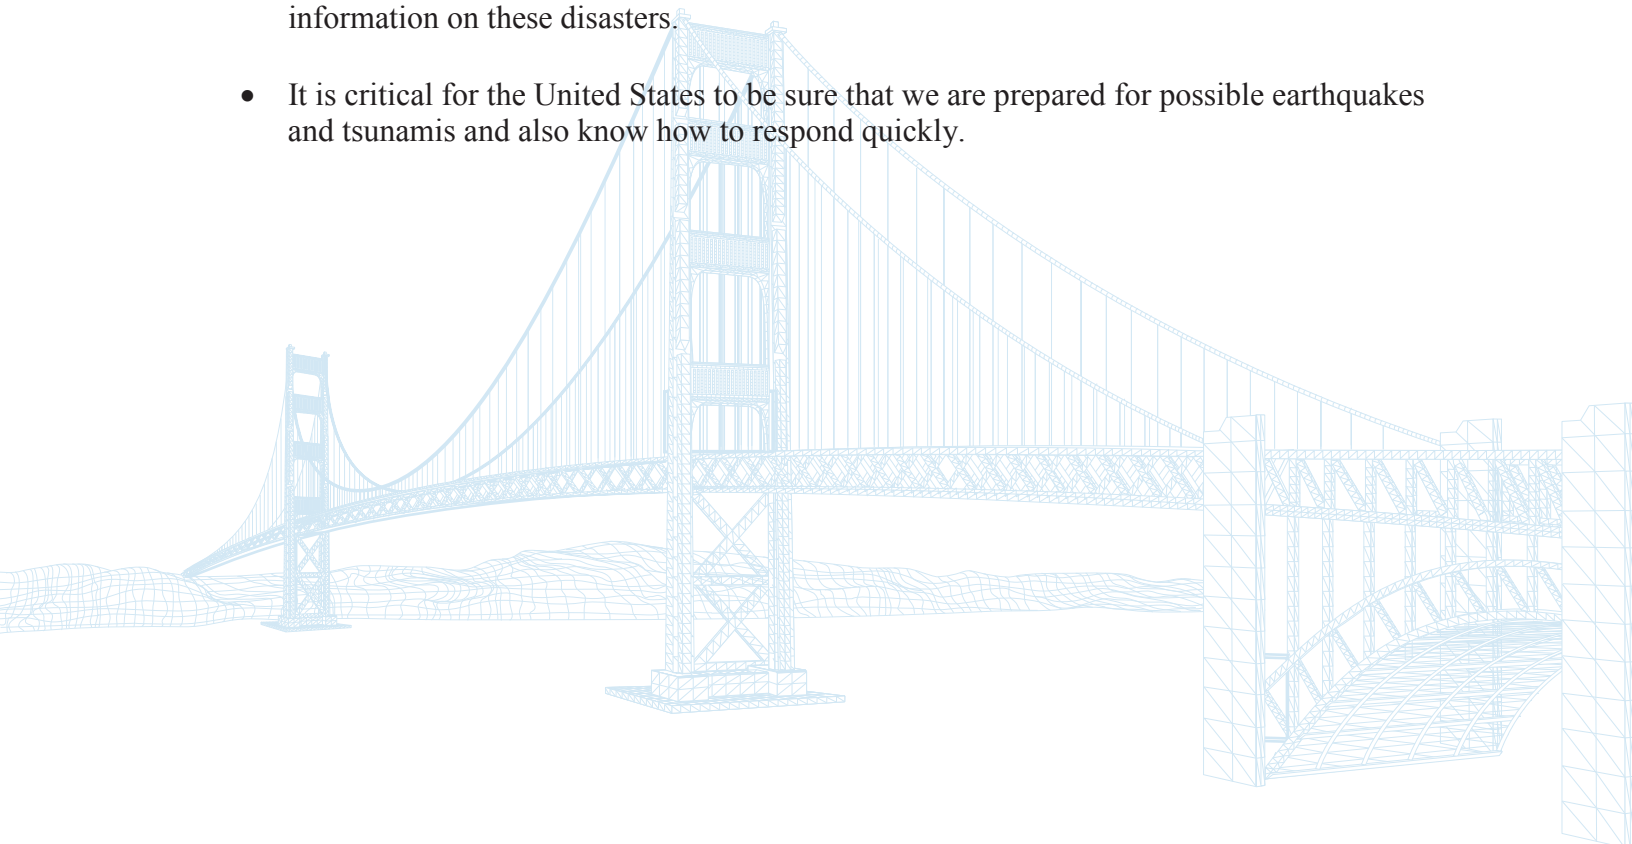 information on these disasters.
• It is critical for the United States to be sure that we are prepared for possible earthquakes
and tsunamis and also know how to respond quickly.